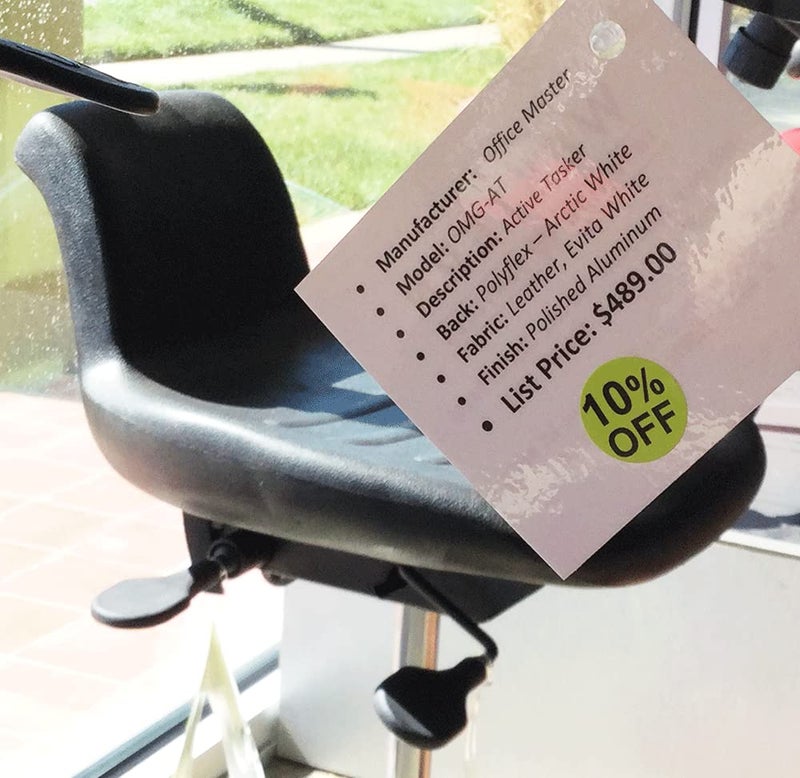 • Manufacturer: Office Master
• Model: OMG-AT
• Description: Active Tasker
• Back: Polyflex – Arctic White
• Fabric: Leather, Evita White
• Finish: Polished Aluminum
• List Price: $489.00
10%
OFF